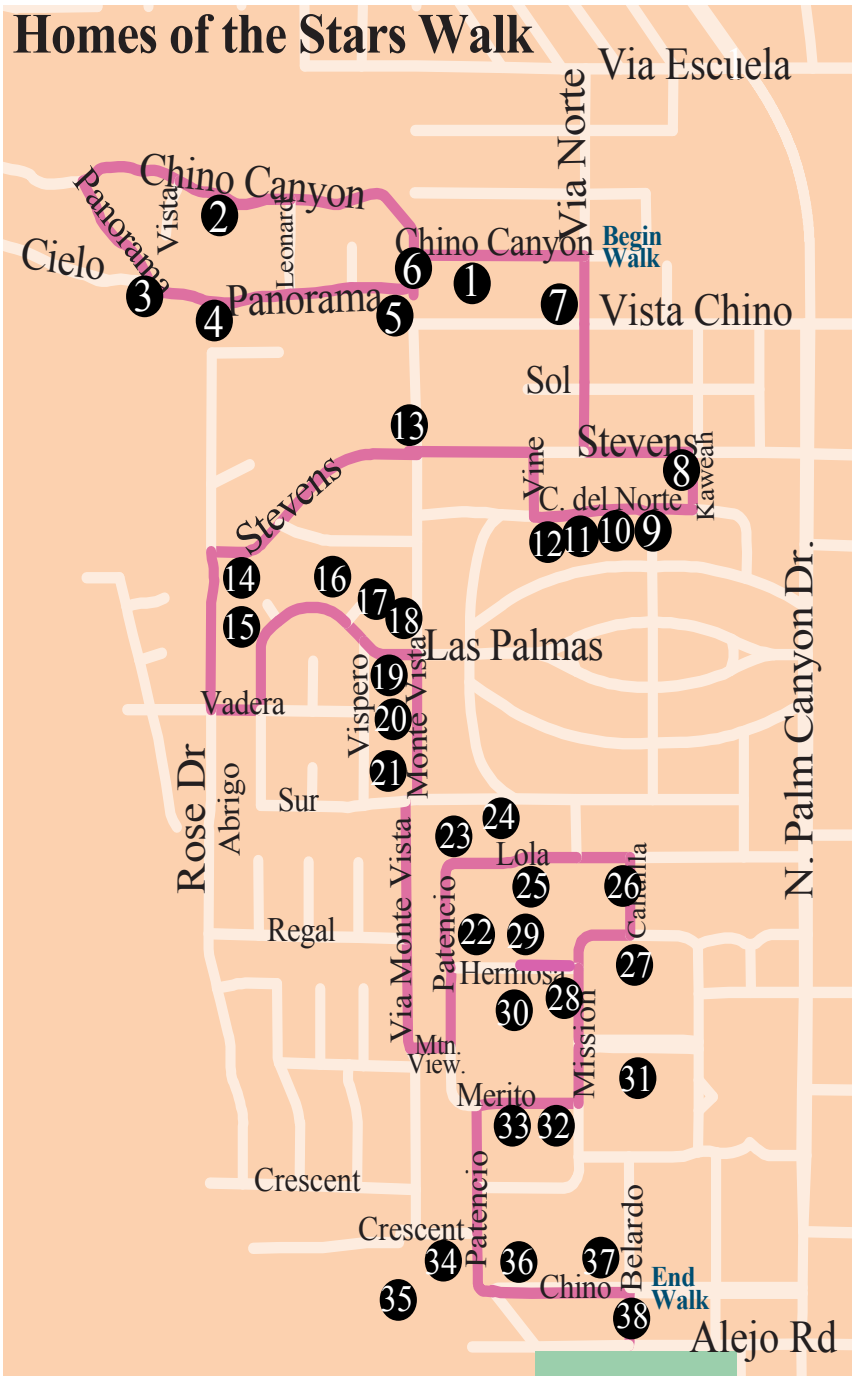 Homes of the Stars Walk
Via Escuela
Via Norte
Chino Canyon
Panorama
Vista
2
Leonard
Cielo
Chino Canyon
Begin
Walk
6
1
3
Panorama
7
Vista Chino
4
5
Sol
13
Stevens
Vine
Stevens
8
Kaweah
C. del Norte
12
11
10
9
14
16
17
18
15
Las Palmas
19
Vispero
Monte Vista
Vadera
20
21
N. Palm Canyon Dr.
Rose Dr
Abrigo
Sur
23
24
Lola
Via Monte Vista
25
26
Cahuilla
Patencio
Regal
22
29
Hermosa
27
28
30
Mission
Mtn.
View.
31
Merito
33
32
Patencio
Crescent
Crescent
34
36
37
Belardo
35
Chino
End
Walk
38
Alejo Rd